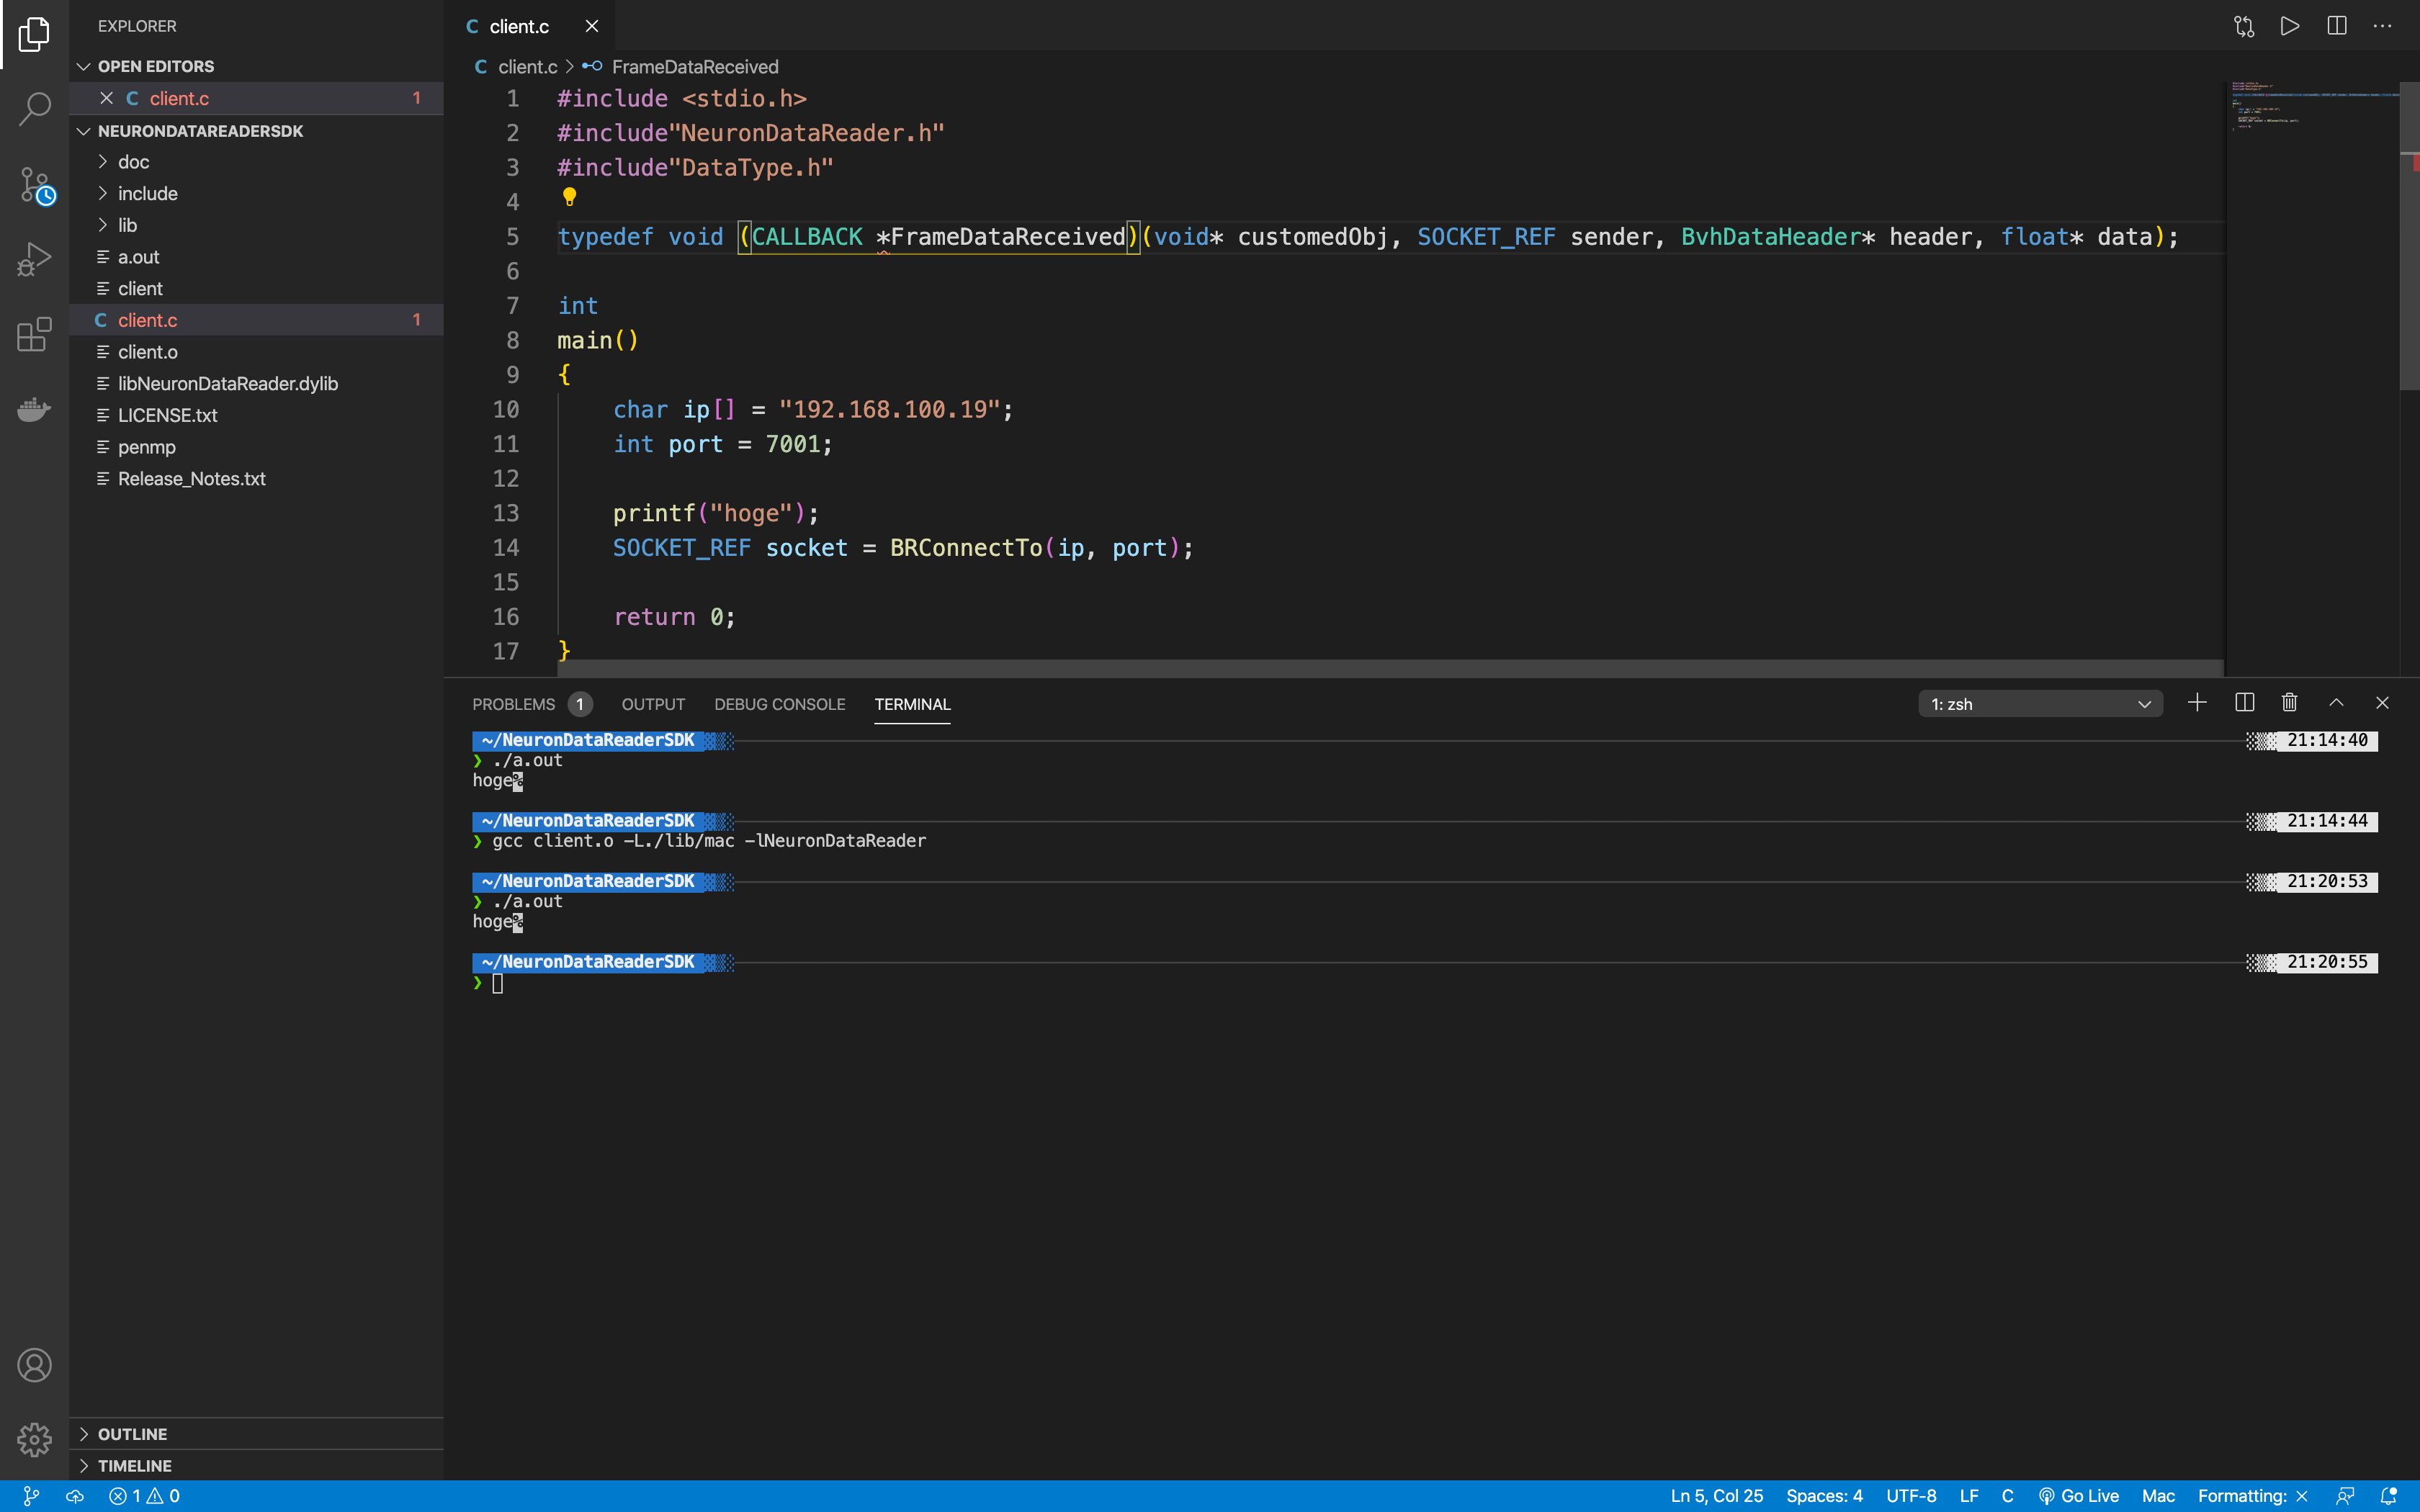 EXPLORER
OPEN EDITORS
C client.c 1
NEURONDATAREADERSDK
doc
include
lib
a.out
client
C client.c 1
client.o
libNeuronDataReader.dylib
LICENSE.txt
penmp
Release_Notes.txt
OUTLINE
TIMELINE
C client.c
C client.c > FrameDataReceived
1 #include <stdio.h>
2 #include"NeuronDataReader.h"
3 #include"DataType.h"
4
5 typedef void (CALLBACK *FrameDataReceived)(void* customedObj, SOCKET_REF sender, BvhDataHeader* header, float* data);
6
7 int
8 main()
9 {
10 char ip[] = "192.168.100.19";
11 int port = 7001;
12
13 printf("hoge");
14 SOCKET_REF socket = BRConnectTo(ip, port);
15
16 return 0;
17 }
PROBLEMS 1 OUTPUT DEBUG CONSOLE TERMINAL 1: zsh
~/NeuronDataReaderSDK 21:14:40
❯ ./a.out
hoge%
~/NeuronDataReaderSDK 21:14:44
❯ gcc client.o -L./lib/mac -lNeuronDataReader
~/NeuronDataReaderSDK 21:20:53
❯ ./a.out
hoge%
~/NeuronDataReaderSDK 21:20:55
❯
1 0 Ln 5, Col 25 Spaces: 4 UTF-8 LF C Go Live Mac Formatting: ×